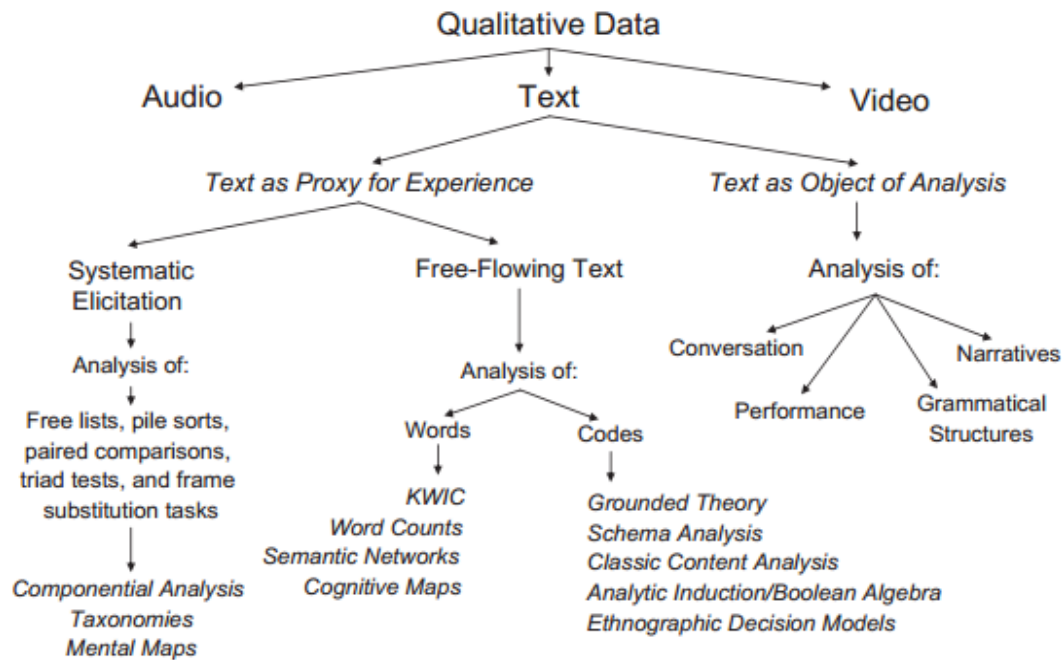 Qualitative Data
Audio
Text
Video
Text as Proxy for Experience
Text as Object of Analysis
Systematic
Elicitation
Free-Flowing Text
Analysis of:
Analysis of:
Free lists, pile sorts,
paired comparisons,
triad tests, and frame
substitution tasks
Componential Analysis
Taxonomies
Mental Maps
Analysis of:
Words
Codes
KWIC
Word Counts
Semantic Networks
Cognitive Maps
Grounded Theory
Schema Analysis
Classic Content Analysis
Analytic Induction/Boolean Algebra
Ethnographic Decision Models
Conversation
Narratives
Performance
Grammatical
Structures